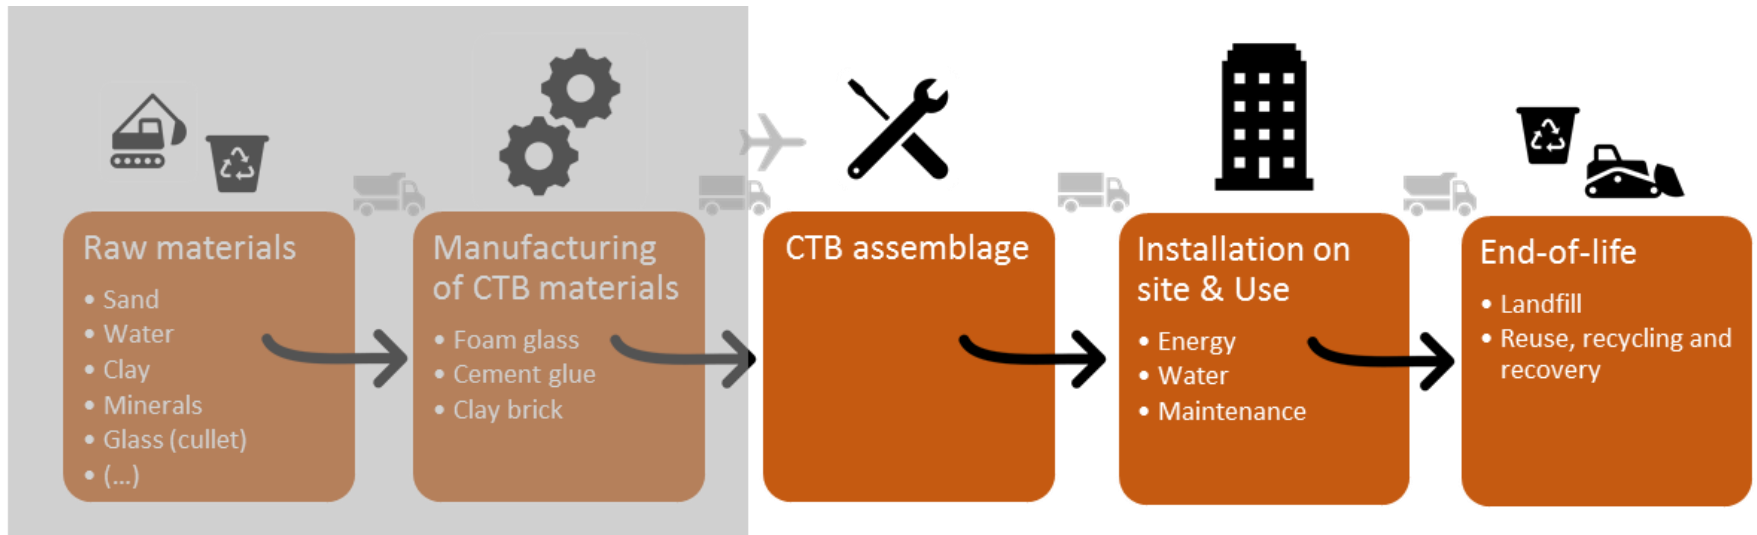 Raw materials
• Sand
• Water
• Clay
• Minerals
• Glass (cullet)
• (...)
Manufacturing
of CTB materials
• Foam glass
• Cement glue
• Clay brick
CTB assemblage
Installation on
site & Use
• Energy
• Water
• Maintenance
End-of-life
• Landfill
• Reuse, recycling and
recovery